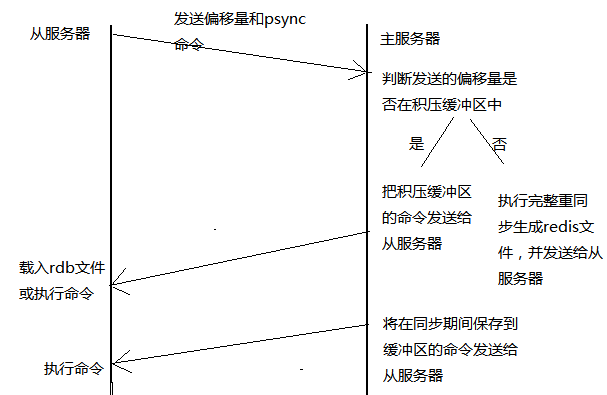 发送偏移量和psync
命令
从服务器
主服务器
判断发送的偏移量是
否在积压缓冲区中
是
否
把积压缓冲区
的命令发送给
从服务器
执行完整重同
步生成redis文
件，并发送给从
服务器
载入rdb文件
或执行命令
将在同步期间保存到
缓冲区的命令发送给
从服务器
执行命令